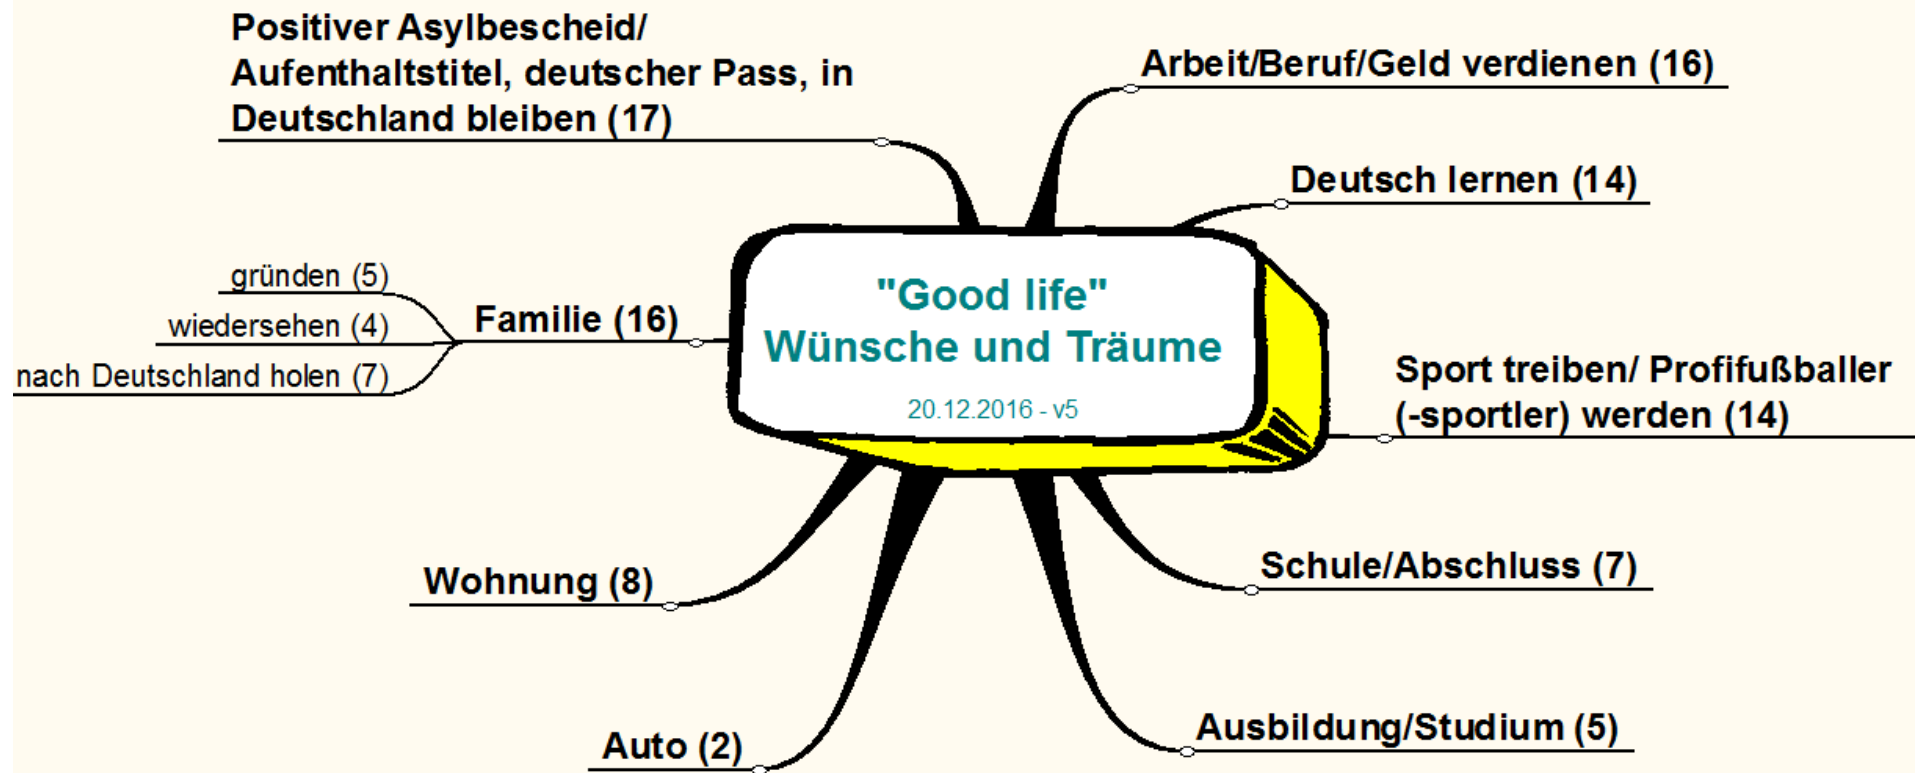 Positiver Asylbescheid/
Aufenthaltstitel, deutscher Pass, in
Deutschland bleiben (17)
Arbeit/Beruf/Geld verdienen (16)
Deutsch lernen (14)
gründen (5)
wiedersehen (4)
nach Deutschland holen (7)
Familie (16)
"Good life"
Wünsche und Träume
20.12.2016 - v5
Sport treiben/ Profifußballer
(-sportler) werden (14)
Wohnung (8)
Schule/Abschluss (7)
Auto (2)
Ausbildung/Studium (5)